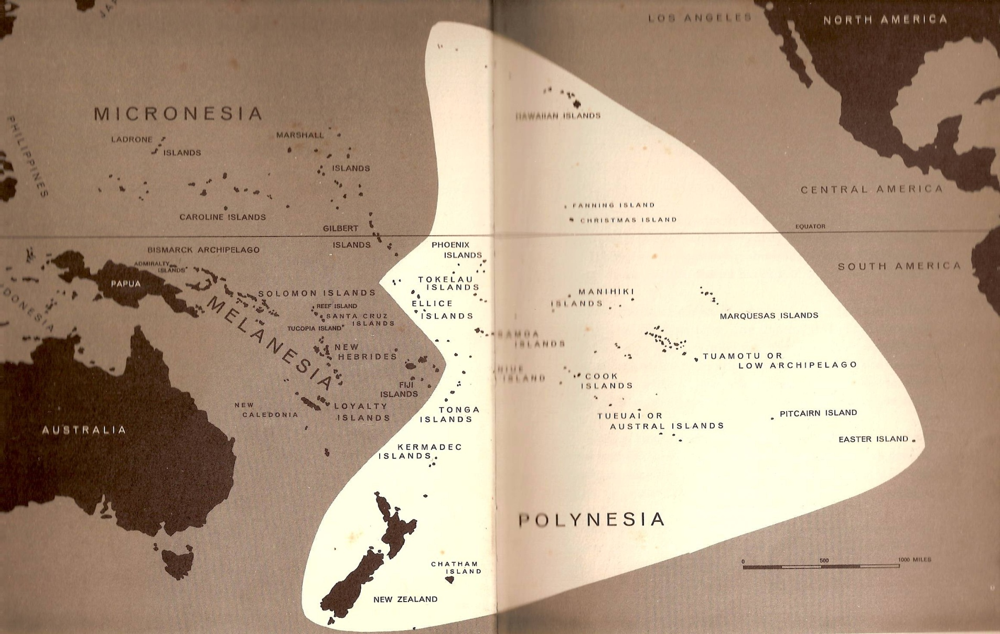 JA
LOS ANGELES
NORTH AMERICA
MICRONESIA
HAWAIIAN ISLANDS
PHILIPPINES
LADRONE
ISLANDS
MARSHALL
ISLANDS
CENTRAL AMERICA
FANNING ISLAND
CAROLINE ISLANDS
CHRISTMAS ISLAND
GILBERT
ISLANDS
EQUATOR
BISMARCK ARCHIPELAGO
PHOENIX
ISLANDS
ADMIRALTY
ISLANDS
SOUTH AMERICA
PAPUA
TOKELAU
ISLANDS
SOLOMON ISLANDS
MANIHIKI
ISLANDS
DONESIA
MELANESIA
REEF ISLAND
SANTA CRUZ
ISLANDS
TUCOPIA ISLAND
ELLICE
ISLANDS
MARQUESAS ISLANDS
SAMOA
ISLANDS
NEW
HEBRIDES
TUAMOTU OR
LOW ARCHIPELAGO
NIUE
ISLAND
COOK
ISLANDS
FIJI
ISLANDS
NEW
CALEDONIA
LOYALTY
ISLANDS
TONGA
ISLANDS
TUEUAI OR
AUSTRAL ISLANDS
PITCAIRN ISLAND
AUSTRALIA
EASTER ISLAND
KERMADEC
ISLANDS
POLYNESIA
CHATHAM
ISLAND
0 500 1000 MILES
NEW ZEALAND